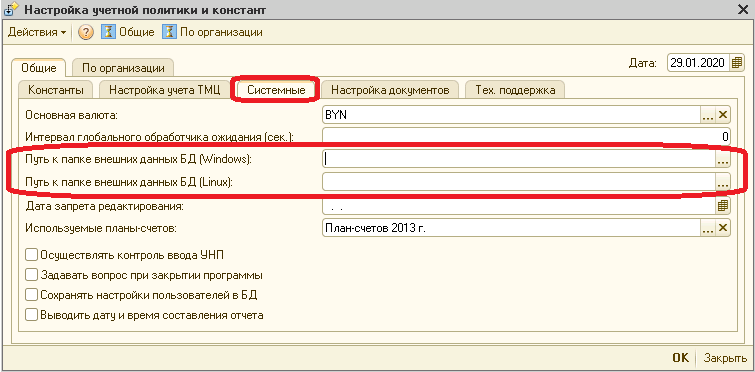 Настройка учетной политики и констант
Действия Общие По организации
Общие По организации Дата: 29.01.2020
Константы Настройка учета ТМЦ Системные Настройка документов Тех. поддержка
Основная валюта: BYN
Интервал глобального обработчика ожидания (сек.): 0
Путь к папке внешних данных БД (Windows):
Путь к папке внешних данных БД (Linux):
Дата запрета редактирования: . .
Используемые планы-счетов: План-счетов 2013 г.
Осуществлять контроль ввода УНП
Задавать вопрос при закрытии программы
Сохранять настройки пользователей в БД
Выводить дату и время составления отчета
OK Закрыть